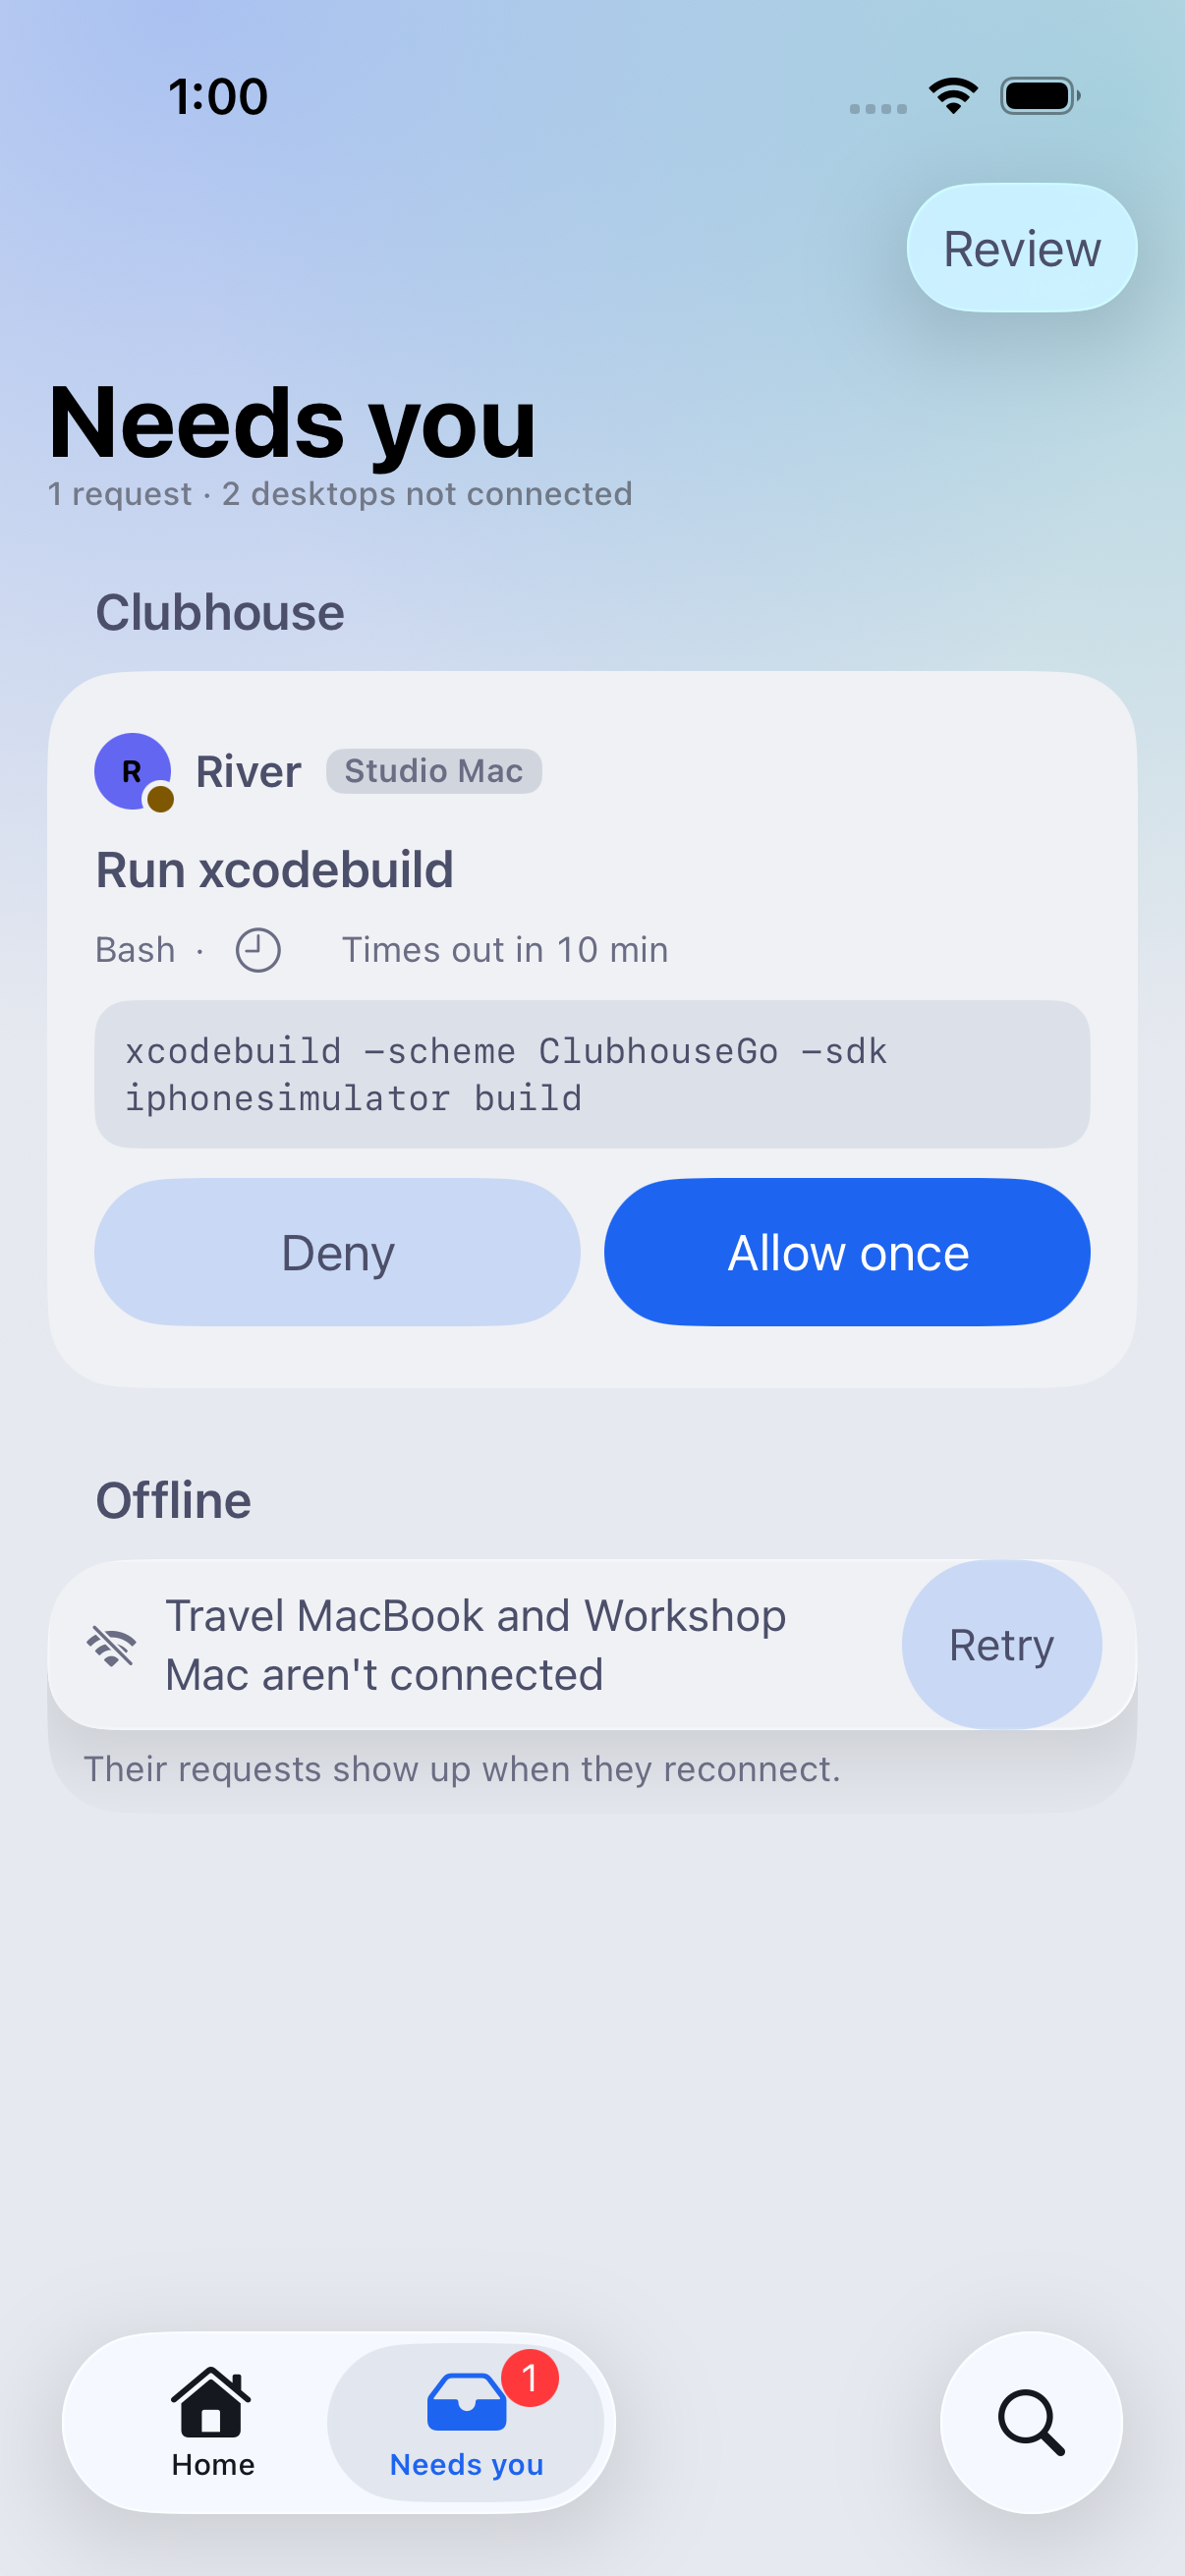 1:00
Review
Needs you
1 request · 2 desktops not connected
Clubhouse
R
River
Studio Mac
Run xcodebuild
Bash · Times out in 10 min
xcodebuild –scheme ClubhouseGo –sdk
iphonesimulator build
Deny
Allow once
Offline
Travel MacBook and Workshop
Mac aren't connected
Retry
Their requests show up when they reconnect.
1
Home
Needs you